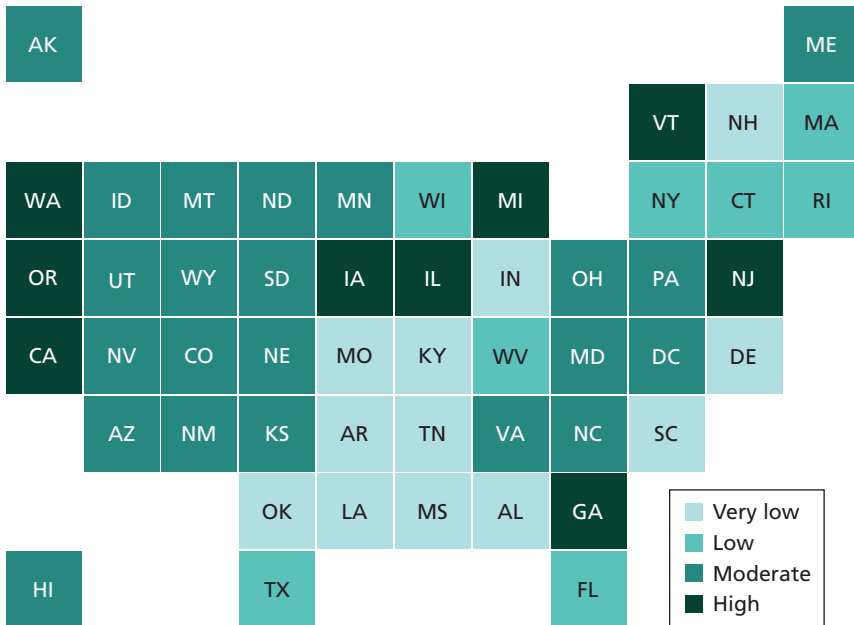 AK ME
VT NH MA
WA ID MT ND MN WI MI NY CT RI
OR UT WY SD IA IL IN OH PA NJ
CA NV CO NE MO KY WV MD DC DE
AZ NM KS AR TN VA NC SC
OK LA MS AL GA
HI TX FL
Very low
Low
Moderate
High